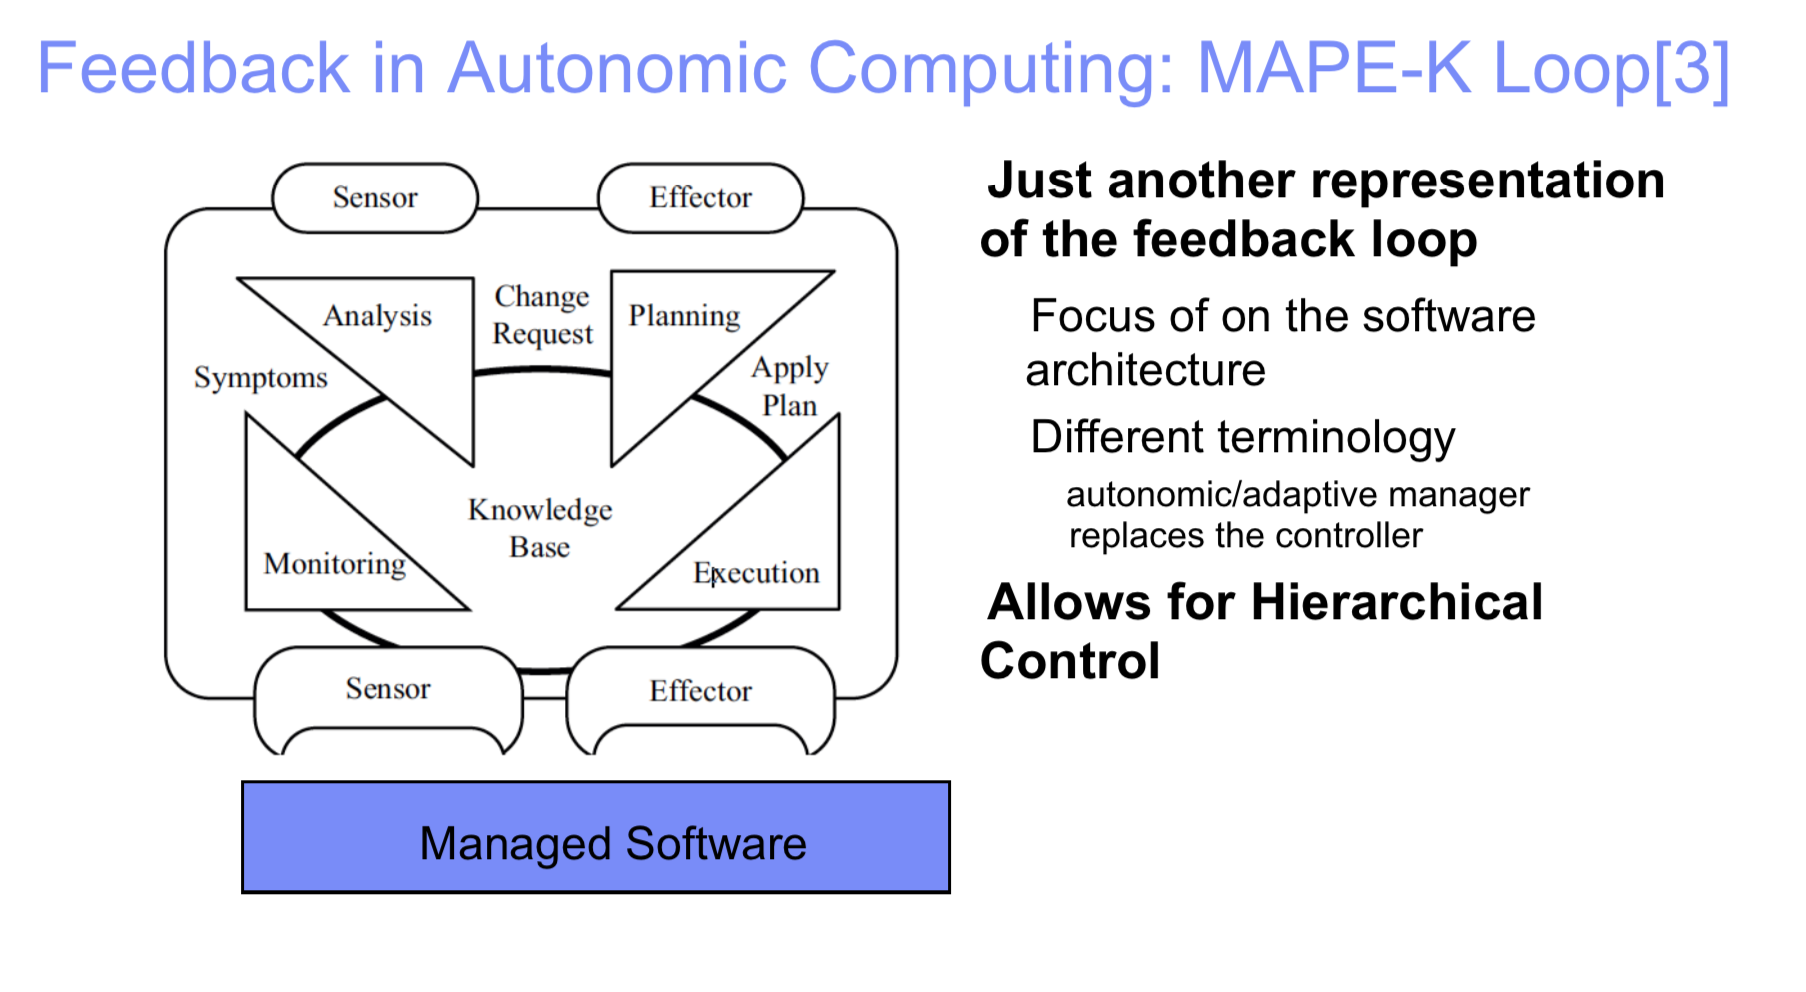 Feedback in Autonomic Computing: MAPE-K Loop[3]
Sensor
Effector
Analysis
Change
Request
Planning
Symptoms
Apply
Plan
Knowledge
Base
Monitoring
Execution
Sensor
Effector
Managed Software
Just another representation
of the feedback loop
Focus of on the software
architecture
Different terminology
autonomic/adaptive manager
replaces the controller
Allows for Hierarchical
Control